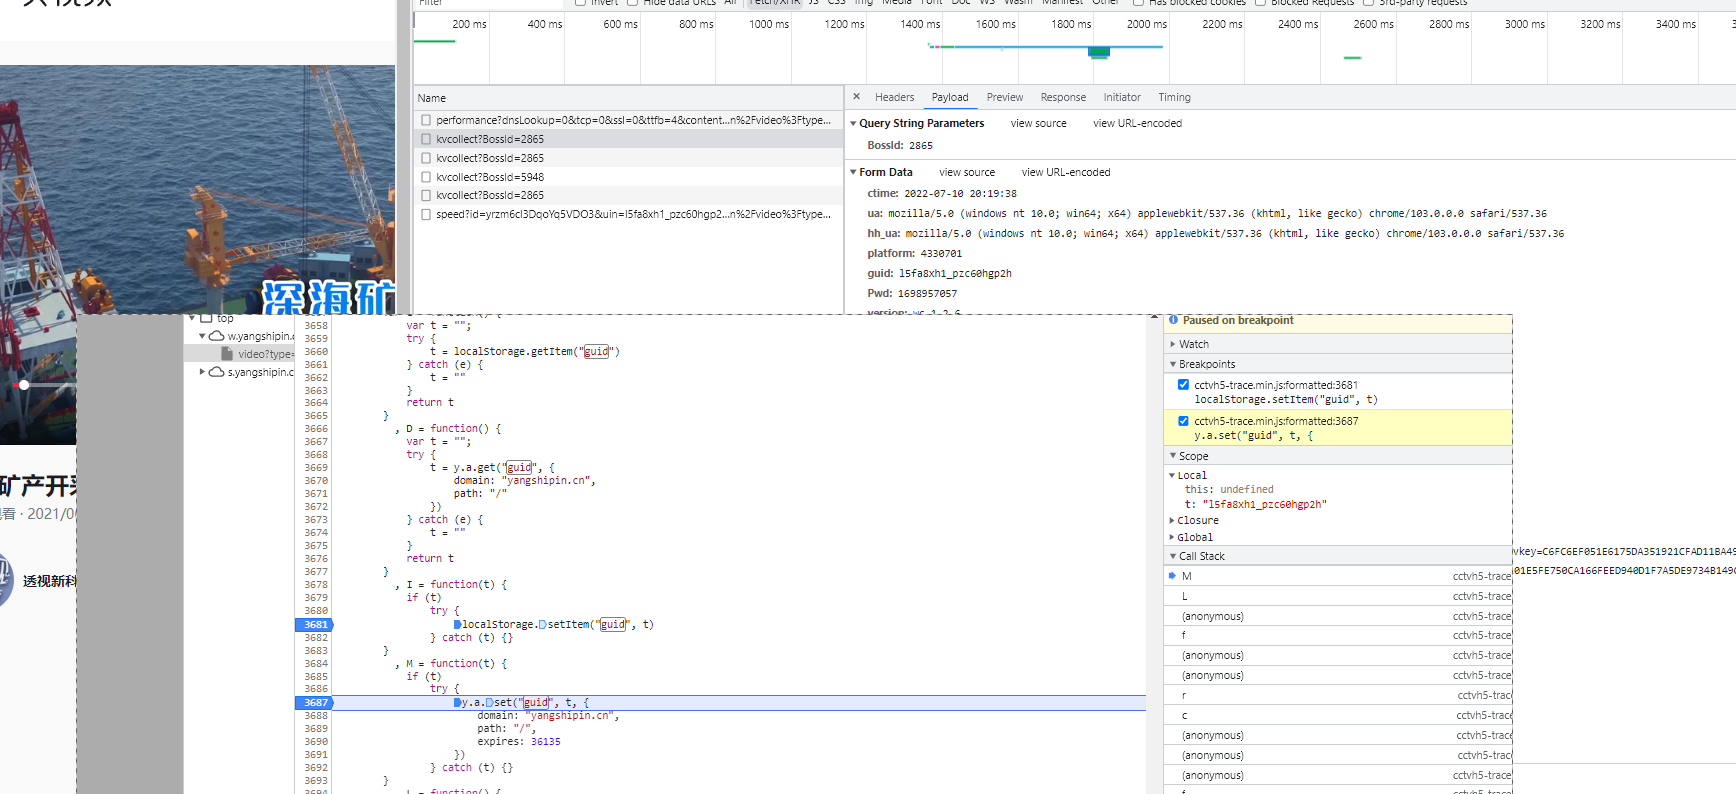 Filter
Invert Hide data URLs All Fetch/XHR JS CSS Img Media Font Doc WS Wasm Manifest Other Has blocked cookies Blocked Requests 3rd-party requests
200 ms 400 ms 600 ms 800 ms 1000 ms 1200 ms 1400 ms 1600 ms 1800 ms 2000 ms 2200 ms 2400 ms 2600 ms 2800 ms 3000 ms 3200 ms 3400 ms
Name
performance?dnsLookup=0&tcp=0&ssl=0&ttfb=4&content...n%2Fvideo%3Ftype...
kvcollect?BossId=2865
kvcollect?BossId=2865
kvcollect?BossId=5948
kvcollect?BossId=2865
speed?id=yrzm6cl3DqoYq5VDO3&uin=l5fa8xh1_pzc60hgp2...n%2Fvideo%3Ftype...
× Headers Payload Preview Response Initiator Timing
Query String Parameters view source view URL-encoded
BossId: 2865
Form Data view source view URL-encoded
ctime: 2022-07-10 20:19:38
ua: mozilla/5.0 (windows nt 10.0; win64; x64) applewebkit/537.36 (khtml, like gecko) chrome/103.0.0.0 safari/537.36
hh_ua: mozilla/5.0 (windows nt 10.0; win64; x64) applewebkit/537.36 (khtml, like gecko) chrome/103.0.0.0 safari/537.36
platform: 4330701
guid: l5fa8xh1_pzc60hgp2h
Pwd: 1698957057
version: wc-1.2.6
深海矿
矿产开采
看 · 2021/0
透视新科
top
w.yangshipin.c
video?type=
s.yangshipin.c
3658 var t = "";
3659 try {
3660 t = localStorage.getItem("guid")
3661 } catch (e) {
3662 t = ""
3663 }
3664 return t
3665 }
3666 , D = function() {
3667 var t = "";
3668 try {
3669 t = y.a.get("guid", {
3670 domain: "yangshipin.cn",
3671 path: "/"
3672 })
3673 } catch (e) {
3674 t = ""
3675 }
3676 return t
3677 }
3678 , I = function(t) {
3679 if (t)
3680 try {
3681 localStorage.setItem("guid", t)
3682 } catch (t) {}
3683 }
3684 , M = function(t) {
3685 if (t)
3686 try {
3687 y.a.set("guid", t, {
3688 domain: "yangshipin.cn",
3689 path: "/",
3690 expires: 36135
3691 })
3692 } catch (t) {}
3693 }
3694 , L = function() {
Paused on breakpoint
Watch
Breakpoints
cctvh5-trace.min.js:formatted:3681
localStorage.setItem("guid", t)
cctvh5-trace.min.js:formatted:3687
y.a.set("guid", t, {
Scope
Local
this: undefined
t: "l5fa8xh1_pzc60hgp2h"
Closure
Global
Call Stack
M cctvh5-trace
L cctvh5-trace
(anonymous) cctvh5-trace
f cctvh5-trace
(anonymous) cctvh5-trace
(anonymous) cctvh5-trace
r cctvh5-trac
c cctvh5-trac
(anonymous) cctvh5-trac
(anonymous) cctvh5-trac
(anonymous) cctvh5-trace
vkey=C6FC6EF051E6175DA351921CFAD11BA49
01E5FE750CA166FEED940D1F7A5DE9734B149